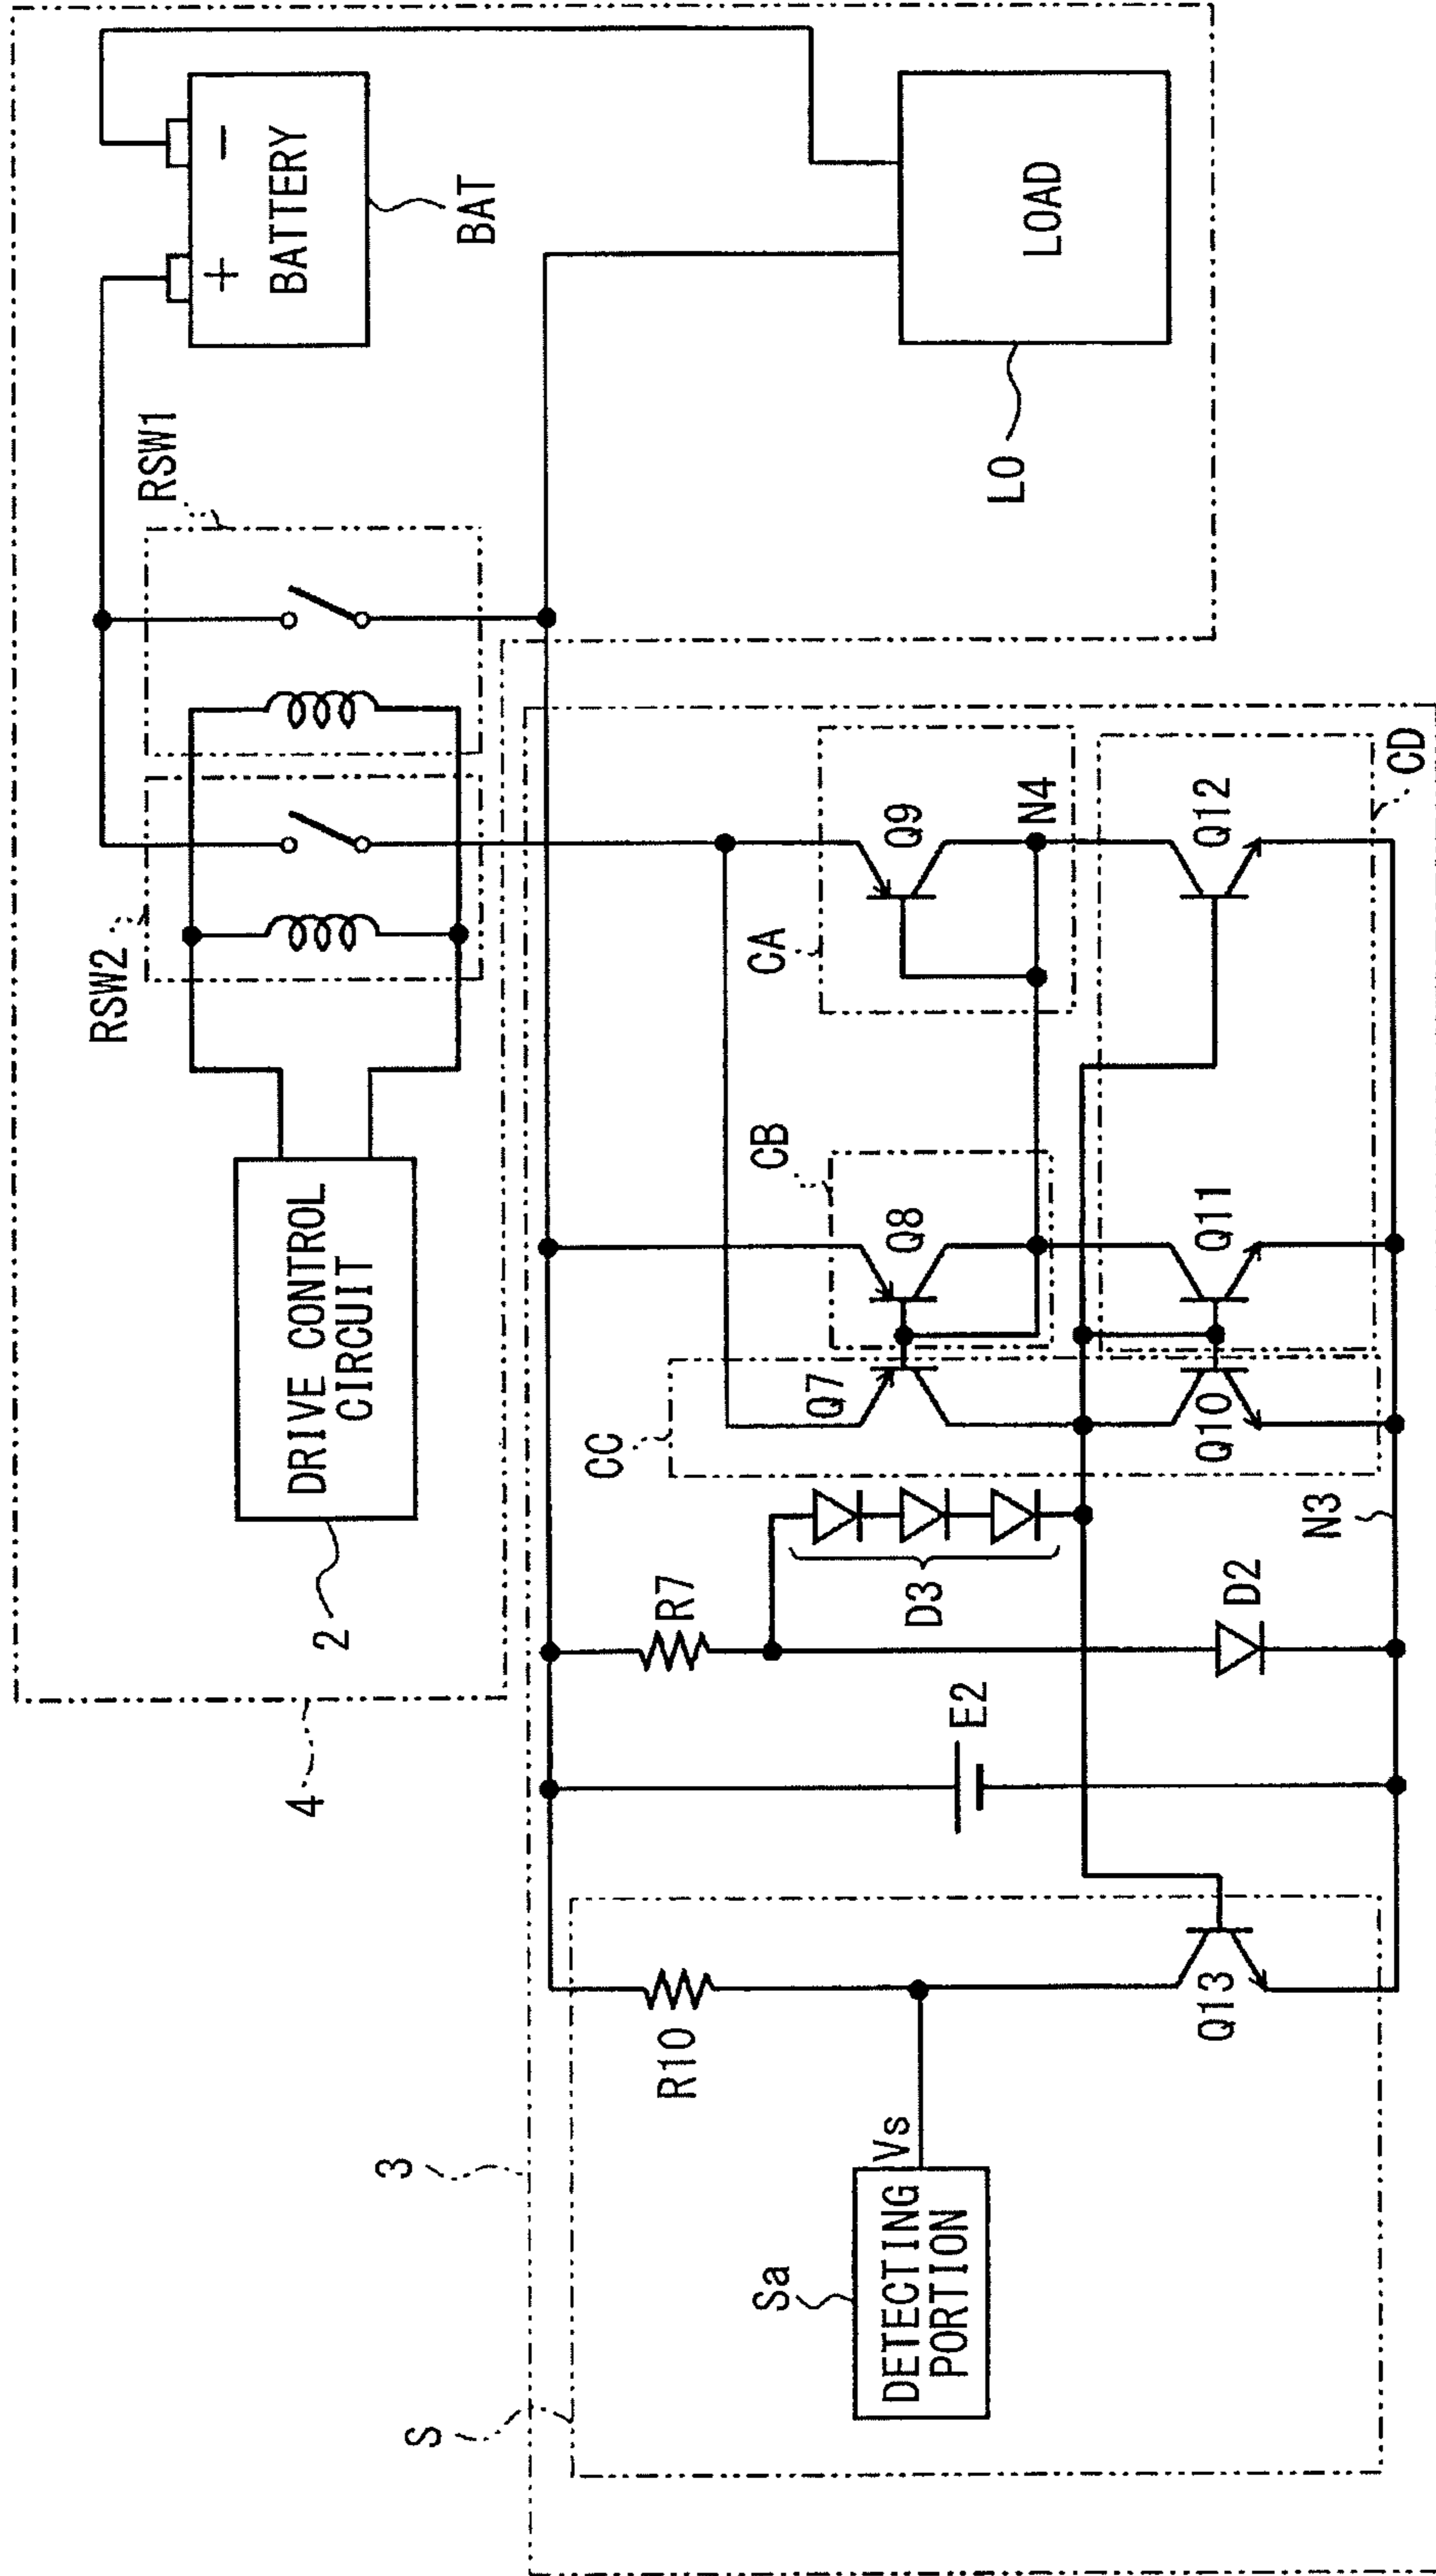 BATTERY
+
−
BAT
RSW1
RSW2
DRIVE CONTROL
CIRCUIT
2
4
LOAD
LO
3
S
Sa
DETECTING
PORTION
Vs
R10
Q13
E2
R7
D3
D2
N3
CC
Q7
Q10
CB
Q8
Q11
CA
Q9
N4
Q12
CD